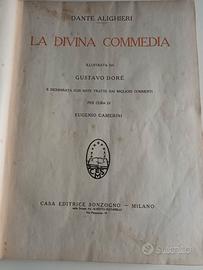 DANTE ALIGHIERI
LA DIVINA COMMEDIA
ILLUSTRATA DA
GUSTAVO DORÉ
E DICHIARATA CON NOTE TRATTE DAI MIGLIORI COMMENTI
PER CURA DI
EUGENIO CAMERINI
CASA EDITRICE SONZOGNO - MILANO
subito